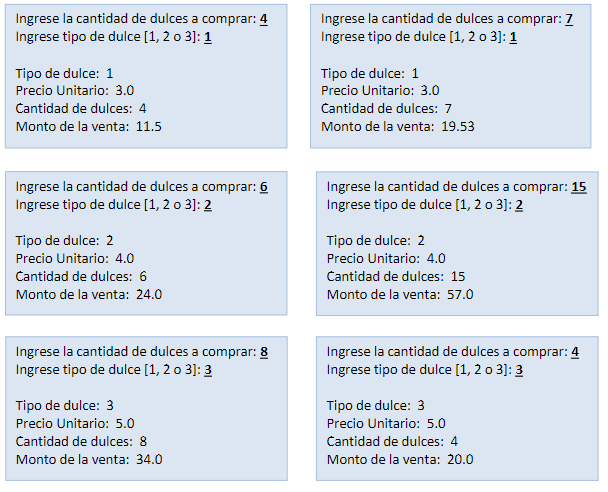 Ingrese la cantidad de dulces a comprar: 4
Ingrese tipo de dulce [1, 2 o 3]: 1
Tipo de dulce: 1
Precio Unitario: 3.0
Cantidad de dulces: 4
Monto de la venta: 11.5
Ingrese la cantidad de dulces a comprar: 7
Ingrese tipo de dulce [1, 2 o 3]: 1
Tipo de dulce: 1
Precio Unitario: 3.0
Cantidad de dulces: 7
Monto de la venta: 19.53
Ingrese la cantidad de dulces a comprar: 6
Ingrese tipo de dulce [1, 2 o 3]: 2
Tipo de dulce: 2
Precio Unitario: 4.0
Cantidad de dulces: 6
Monto de la venta: 24.0
Ingrese la cantidad de dulces a comprar: 15
Ingrese tipo de dulce [1, 2 o 3]: 2
Tipo de dulce: 2
Precio Unitario: 4.0
Cantidad de dulces: 15
Monto de la venta: 57.0
Ingrese la cantidad de dulces a comprar: 8
Ingrese tipo de dulce [1, 2 o 3]: 3
Tipo de dulce: 3
Precio Unitario: 5.0
Cantidad de dulces: 8
Monto de la venta: 34.0
Ingrese la cantidad de dulces a comprar: 4
Ingrese tipo de dulce [1, 2 o 3]: 3
Tipo de dulce: 3
Precio Unitario: 5.0
Cantidad de dulces: 4
Monto de la venta: 20.0